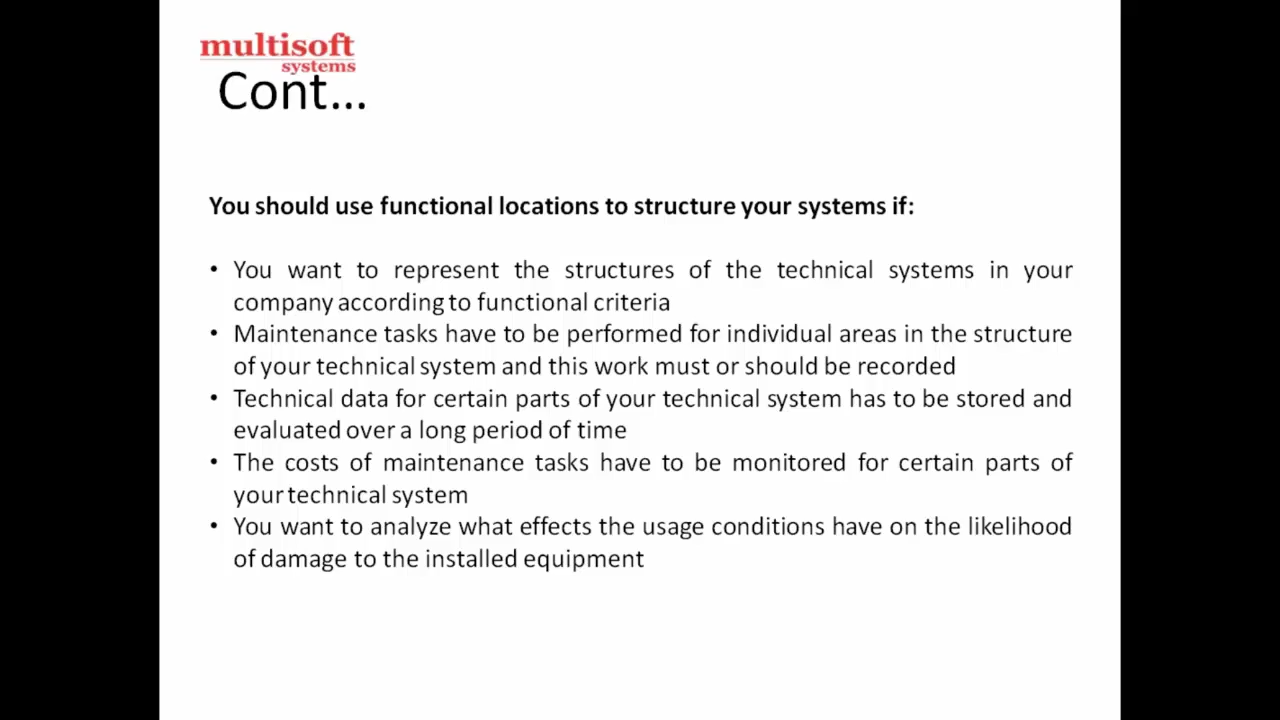 multisoft
systems
Cont...
You should use functional locations to structure your systems if:
• You want to represent the structures of the technical systems in your
company according to functional criteria
• Maintenance tasks have to be performed for individual areas in the structure
of your technical system and this work must or should be recorded
• Technical data for certain parts of your technical system has to be stored and
evaluated over a long period of time
• The costs of maintenance tasks have to be monitored for certain parts of
your technical system
• You want to analyze what effects the usage conditions have on the likelihood
of damage to the installed equipment